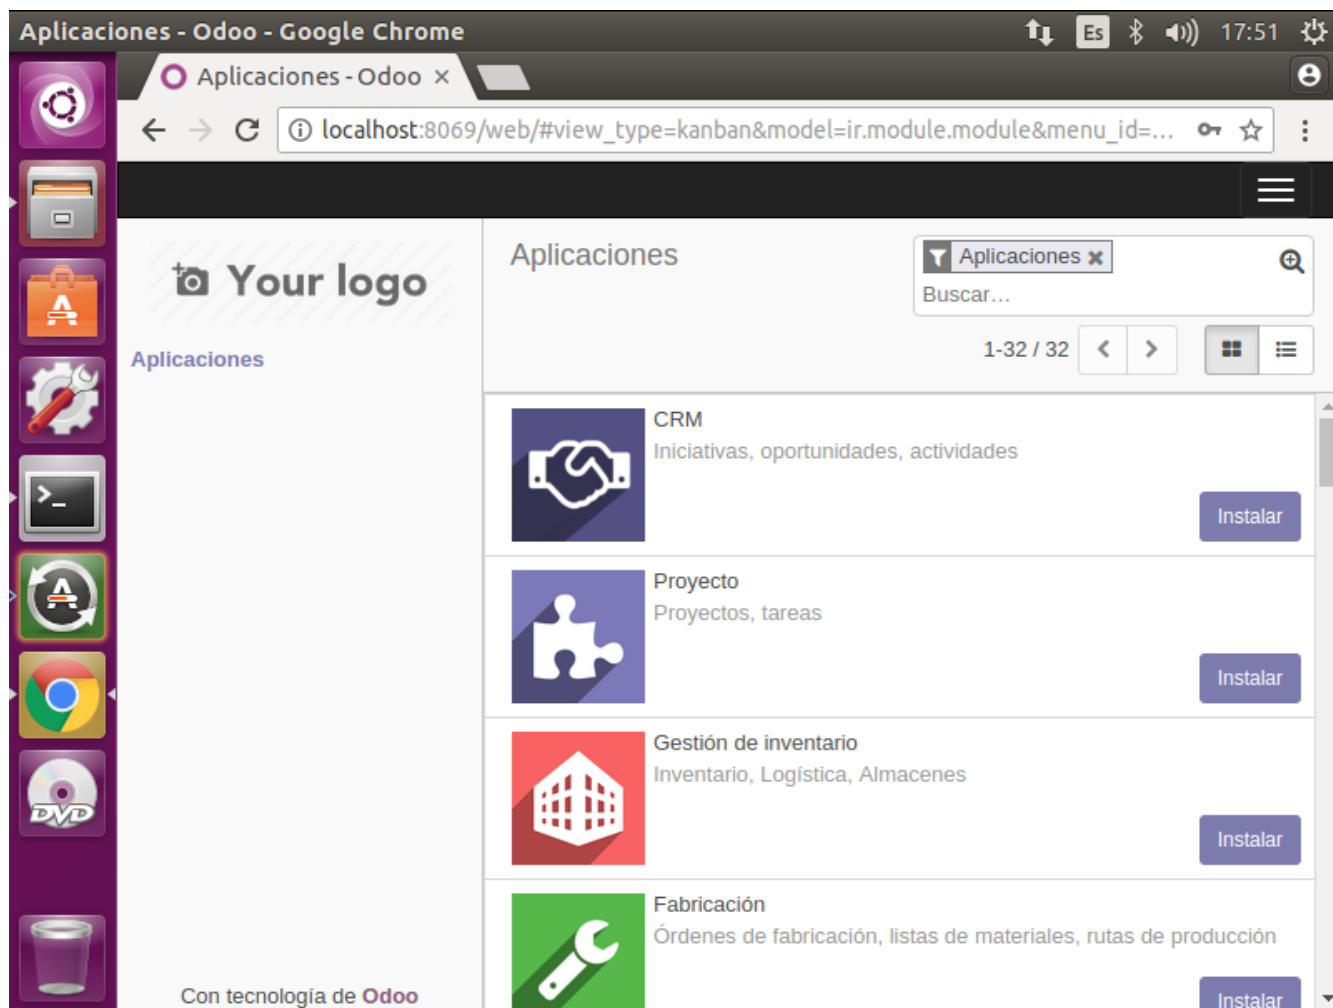 Aplicaciones - Odoo - Google Chrome
Es
17:51
Aplicaciones - Odoo ×
localhost:8069/web/#view_type=kanban&model=ir.module.module&menu_id=...
Your logo
Aplicaciones
Aplicaciones
Aplicaciones
Buscar...
1-32 / 32
CRM
Iniciativas, oportunidades, actividades
Instalar
Proyecto
Proyectos, tareas
Instalar
Gestión de inventario
Inventario, Logística, Almacenes
Instalar
Fabricación
Órdenes de fabricación, listas de materiales, rutas de producción
Instalar
DVD
Con tecnología de Odoo